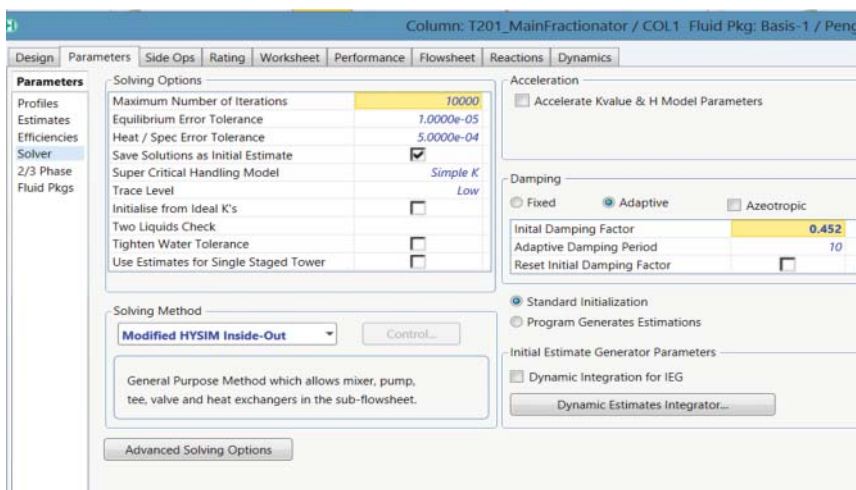 Column: T201_MainFractionator / COL1 Fluid Pkg: Basis-1 / Peng
Design Parameters Side Ops Rating Worksheet Performance Flowsheet Reactions Dynamics
Parameters
Profiles
Estimates
Efficiencies
Solver
2/3 Phase
Fluid Pkgs
Solving Options
Maximum Number of Iterations 10000
Equilibrium Error Tolerance 1.0000e-05
Heat / Spec Error Tolerance 5.0000e-04
Save Solutions as Initial Estimate
Super Critical Handling Model Simple K
Trace Level Low
Initialise from Ideal K's
Two Liquids Check
Tighten Water Tolerance
Use Estimates for Single Staged Tower
Solving Method
Modified HYSIM Inside-Out Control...
General Purpose Method which allows mixer, pump,
tee, valve and heat exchangers in the sub-flowsheet.
Advanced Solving Options
Acceleration
Accelerate Kvalue & H Model Parameters
Damping
Fixed Adaptive Azeotropic
Inital Damping Factor 0.452
Adaptive Damping Period 10
Reset Initial Damping Factor
Standard Initialization
Program Generates Estimations
Initial Estimate Generator Parameters
Dynamic Integration for IEG
Dynamic Estimates Integrator...